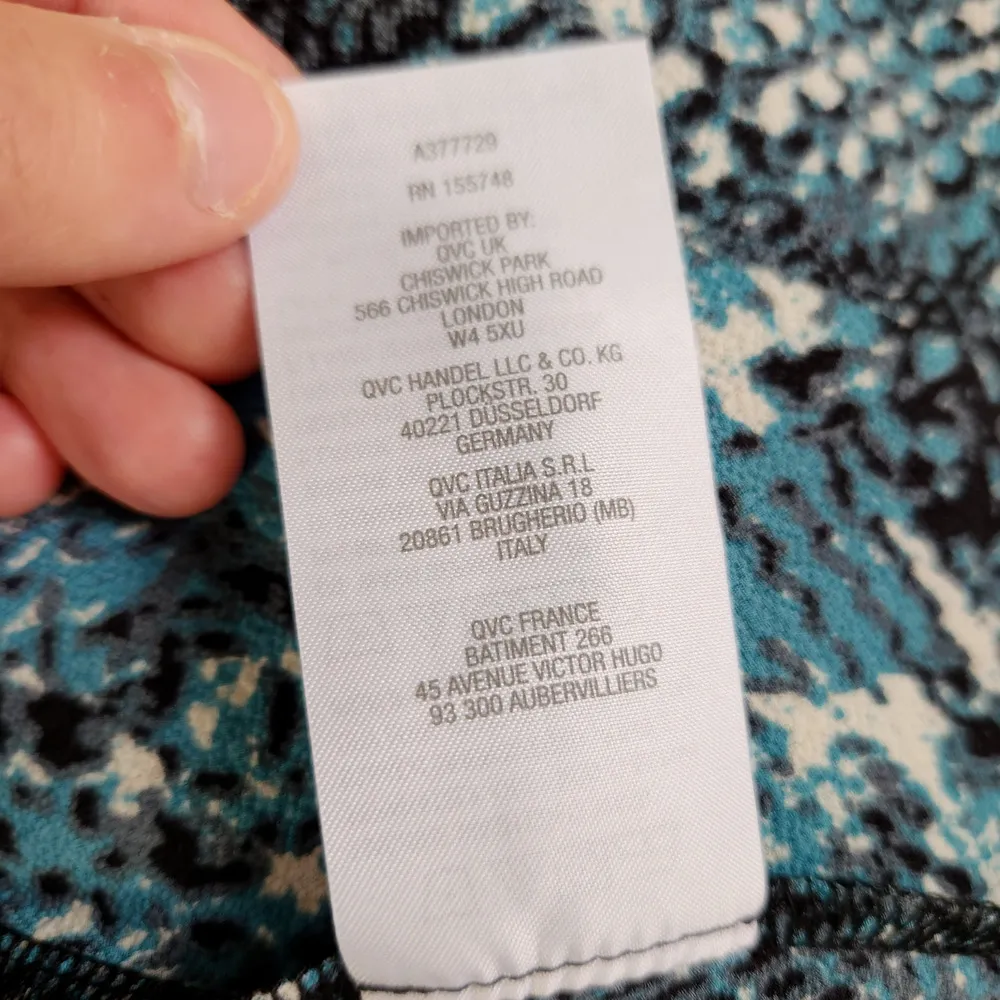 A377729
RN 155748
IMPORTED BY:
QVC UK
CHISWICK PARK
566 CHISWICK HIGH ROAD
LONDON
W4 5XU
QVC HANDEL LLC & CO. KG
PLOCKSTR. 30
40221 DÜSSELDORF
GERMANY
QVC ITALIA S.R.L
VIA GUZZINA 18
20861 BRUGHERIO (MB)
ITALY
QVC FRANCE
BATIMENT 266
45 AVENUE VICTOR HUGO
93 300 AUBERVILLIERS